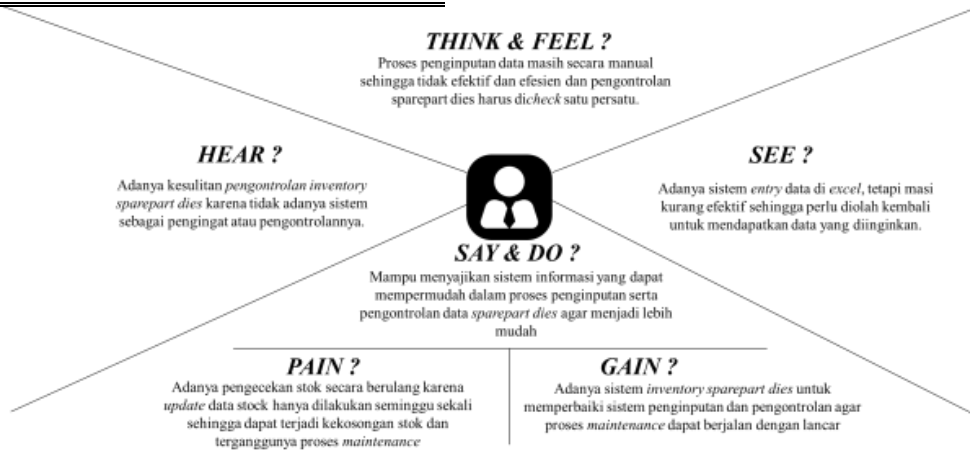 THINK & FEEL ?
Proses penginputan data masih secara manual
sehingga tidak efektif dan efesien dan pengontrolan
sparepart dies harus dicheck satu persatu.
HEAR ?
Adanya kesulitan pengontrolan inventory
sparepart dies karena tidak adanya sistem
sebagai pengingat atau pengontrolannya.
SEE ?
Adanya sistem entry data di excel, tetapi masi
kurang efektif sehingga perlu diolah kembali
untuk mendapatkan data yang diinginkan.
SAY & DO ?
Mampu menyajikan sistem informasi yang dapat
mempermudah dalam proses penginputan serta
pengontrolan data sparepart dies agar menjadi lebih
mudah
PAIN ?
Adanya pengecekan stok secara berulang karena
update data stock hanya dilakukan seminggu sekali
sehingga dapat terjadi kekosongan stok dan
terganggunya proses maintenance
GAIN ?
Adanya sistem inventory sparepart dies untuk
memperbaiki sistem penginputan dan pengontrolan agar
proses maintenance dapat berjalan dengan lancar